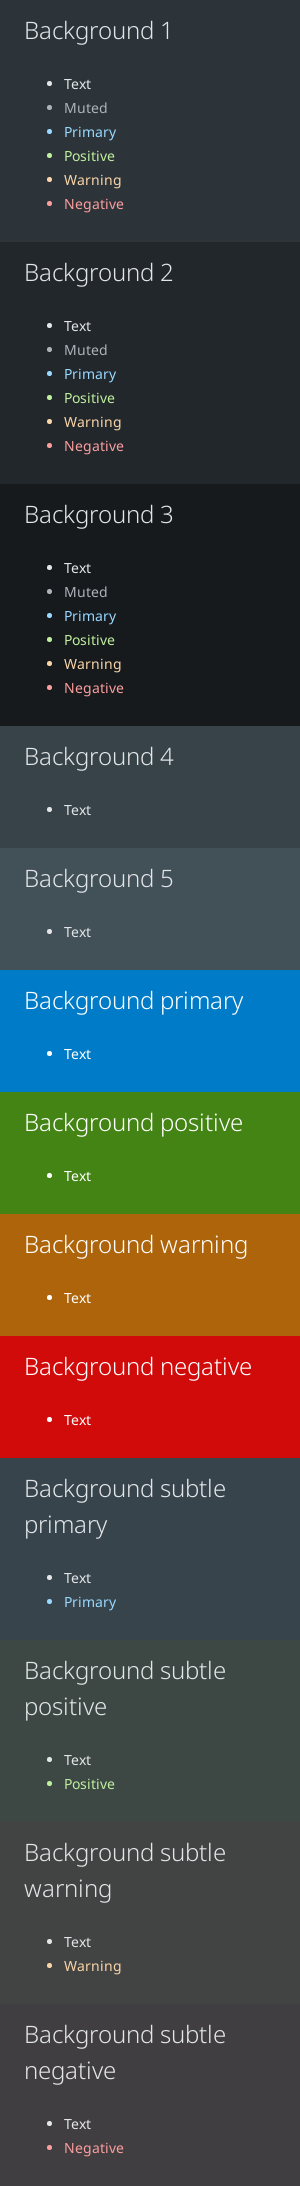 Background 1
Text
Muted
Primary
Positive
Warning
Negative
Background 2
Text
Muted
Primary
Positive
Warning
Negative
Background 3
Text
Muted
Primary
Positive
Warning
Negative
Background 4
Text
Background 5
Text
Background primary
Text
Background positive
Text
Background warning
Text
Background negative
Text
Background subtle
primary
Text
Primary
Background subtle
positive
Text
Positive
Background subtle
warning
Text
Warning
Background subtle
negative
Text
Negative